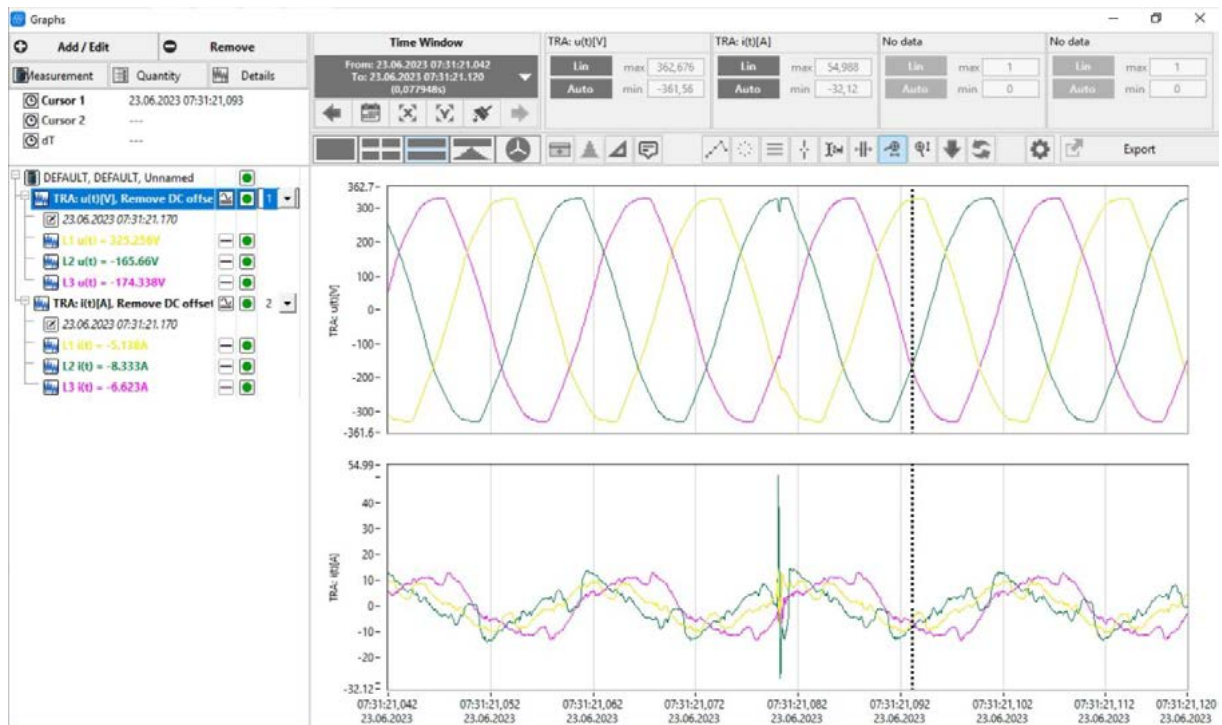 Graphs
Add / Edit
Remove
Measurement
Quantity
Details
Cursor 1 23.06.2023 07:31:21,093
Cursor 2 ---
dT ---
Time Window
From: 23.06.2023 07:31:21.042
To: 23.06.2023 07:31:21.120
(0,077948s)
TRA: u(t)[V]
Lin max 362,676
Auto min -361,56
TRA: i(t)[A]
Lin max 54,988
Auto min -32,12
No data
Lin max 1
Auto min 0
No data
Lin max 1
Auto min 0
Export
DEFAULT, DEFAULT, Unnamed
TRA: u(t)[V], Remove DC offse 1
23.06.2023 07:31:21.170
L1 u(t) = 325.256V
L2 u(t) = -165.66V
L3 u(t) = -174.338V
TRA: i(t)[A], Remove DC offset 2
23.06.2023 07:31:21.170
L1 i(t) = -5.138A
L2 i(t) = -8.333A
L3 i(t) = -6.623A
TRA: u(t)[V]
362.7
300
200
100
0
-100
-200
-300
-361.6
TRA: i(t)[A]
54.99
40
30
20
10
0
-10
-20
-32.12
07:31:21,042 07:31:21,052 07:31:21,062 07:31:21,072 07:31:21,082 07:31:21,092 07:31:21,102 07:31:21,112 07:31:21,120
23.06.2023 23.06.2023 23.06.2023 23.06.2023 23.06.2023 23.06.2023 23.06.2023 23.06.2023 23.06.2023